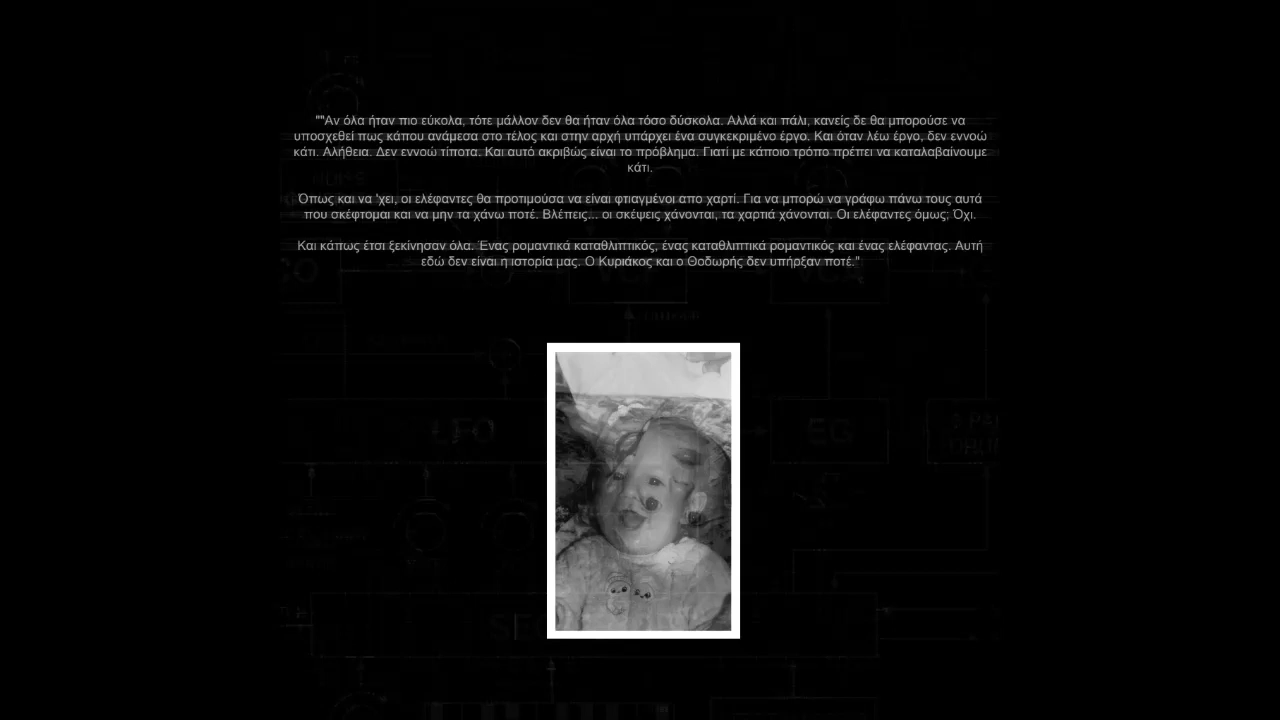 ""Αν όλα ήταν πιο εύκολα, τότε μάλλον δεν θα ήταν όλα τόσο δύσκολα. Αλλά και πάλι, κανείς δε θα μπορούσε να
υποσχεθεί πως κάπου ανάμεσα στο τέλος και στην αρχή υπάρχει ένα συγκεκριμένο έργο. Και όταν λέω έργο, δεν εννοώ
κάτι. Αλήθεια. Δεν εννοώ τίποτα. Και αυτό ακριβώς είναι το πρόβλημα. Γιατί με κάποιο τρόπο πρέπει να καταλαβαίνουμε
κάτι.
Όπως και να 'χει, οι ελέφαντες θα προτιμούσα να είναι φτιαγμένοι απο χαρτί. Για να μπορώ να γράφω πάνω τους αυτά
που σκέφτομαι και να μην τα χάνω ποτέ. Βλέπεις... οι σκέψεις χάνονται, τα χαρτιά χάνονται. Οι ελέφαντες όμως; Όχι.
Και κάπως έτσι ξεκίνησαν όλα. Ένας ρομαντικά καταθλιπτικός, ένας καταθλιπτικά ρομαντικός και ένας ελέφαντας. Αυτή
εδώ δεν είναι η ιστορία μας. Ο Κυριάκος και ο Θοδωρής δεν υπήρξαν ποτέ."
LFO
EG